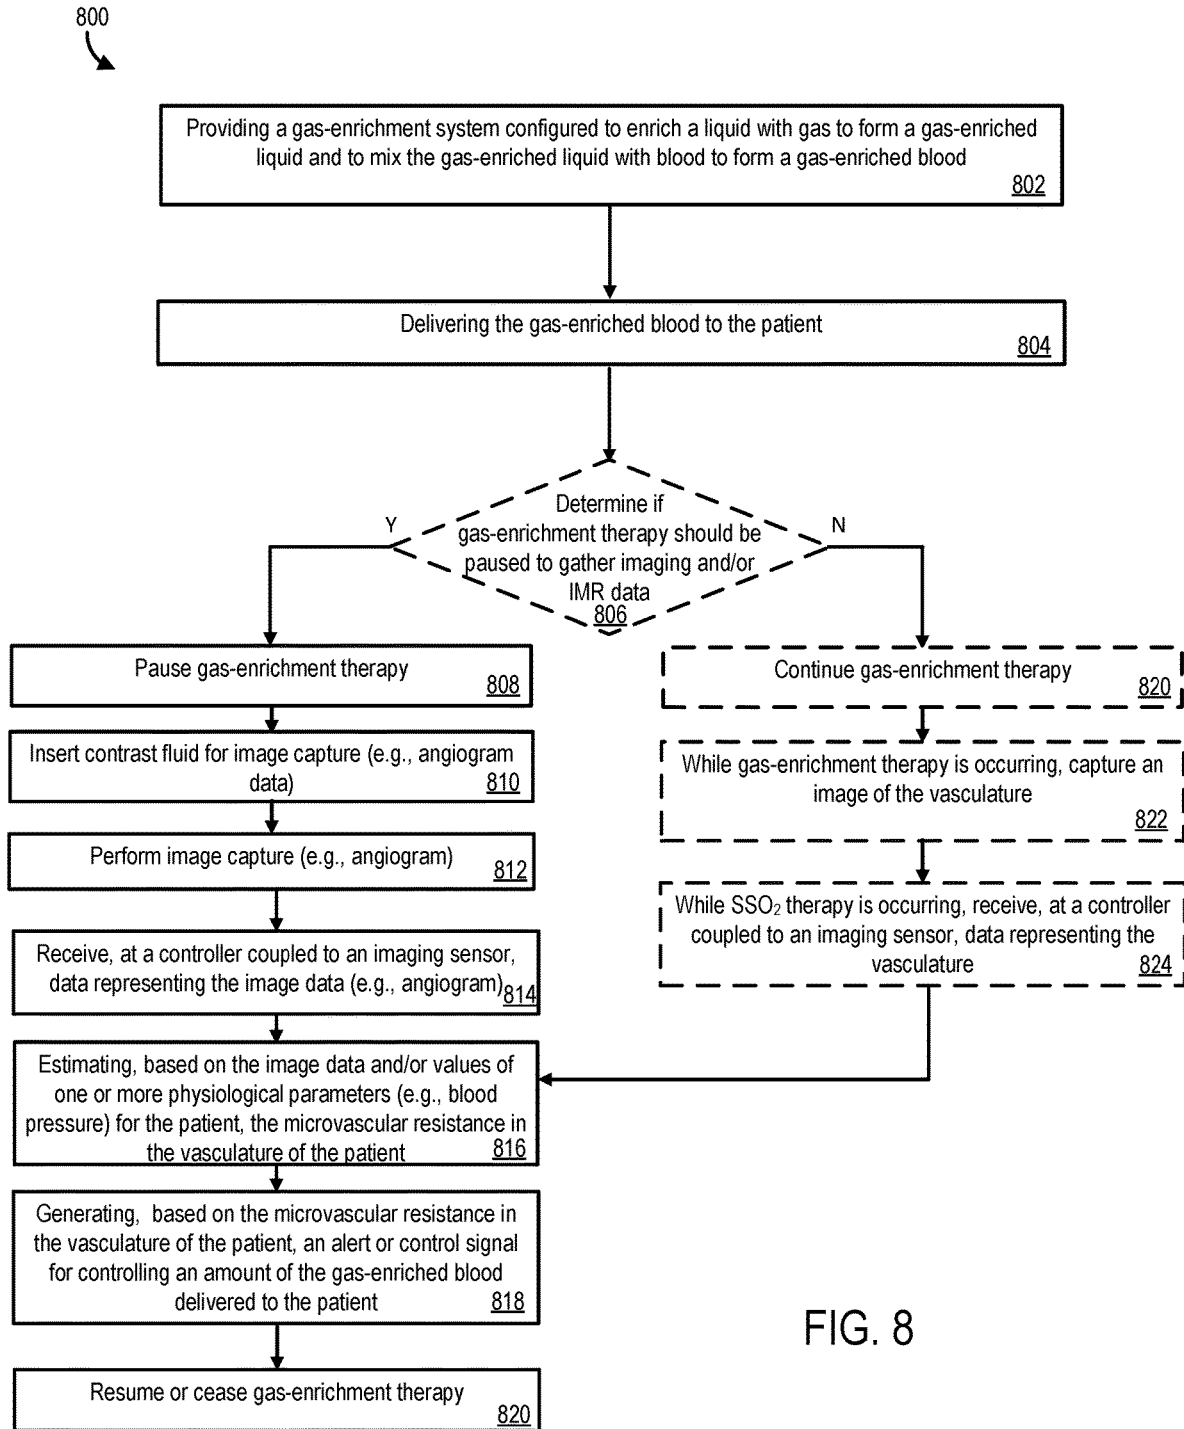 800
Providing a gas-enrichment system configured to enrich a liquid with gas to form a gas-enriched
liquid and to mix the gas-enriched liquid with blood to form a gas-enriched blood
802
Delivering the gas-enriched blood to the patient
804
Determine if
gas-enrichment therapy should be
paused to gather imaging and/or
IMR data
806
Y
N
Pause gas-enrichment therapy
808
Insert contrast fluid for image capture (e.g., angiogram
data)
810
Perform image capture (e.g., angiogram)
812
Receive, at a controller coupled to an imaging sensor,
data representing the image data (e.g., angiogram)
814
Continue gas-enrichment therapy
820
While gas-enrichment therapy is occurring, capture an
image of the vasculature
822
While SSO₂ therapy is occurring, receive, at a controller
coupled to an imaging sensor, data representing the
vasculature
824
Estimating, based on the image data and/or values of
one or more physiological parameters (e.g., blood
pressure) for the patient, the microvascular resistance in
the vasculature of the patient
816
Generating, based on the microvascular resistance in
the vasculature of the patient, an alert or control signal
for controlling an amount of the gas-enriched blood
delivered to the patient
818
Resume or cease gas-enrichment therapy
820
FIG. 8